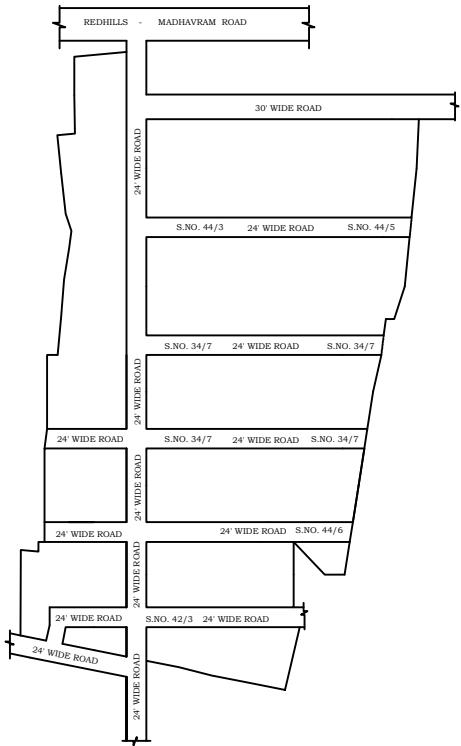 REDHILLS - MADHAVRAM ROAD
30' WIDE ROAD
24' WIDE ROAD
S.NO. 44/3 24' WIDE ROAD S.NO. 44/5
S.NO. 34/7 24' WIDE ROAD S.NO. 34/7
24' WIDE ROAD
24' WIDE ROAD S.NO. 34/7 24' WIDE ROAD S.NO. 34/7
24' WIDE ROAD
24' WIDE ROAD 24' WIDE ROAD S.NO. 44/6
24' WIDE ROAD
24' WIDE ROAD S.NO. 42/3 24' WIDE ROAD
24' WIDE ROAD
24' WIDE ROAD